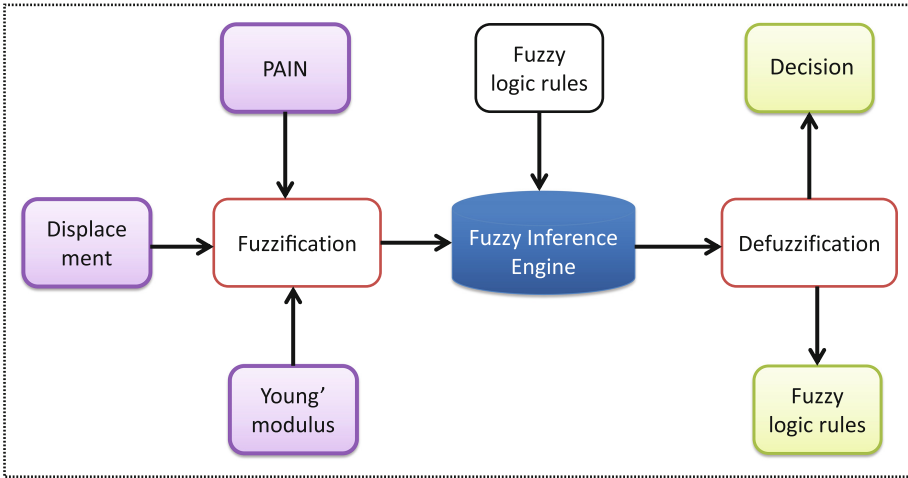 PAIN
Fuzzy
logic rules
Decision
Displace
ment
Fuzzification
Fuzzy Inference
Engine
Defuzzification
Young’
modulus
Fuzzy
logic rules